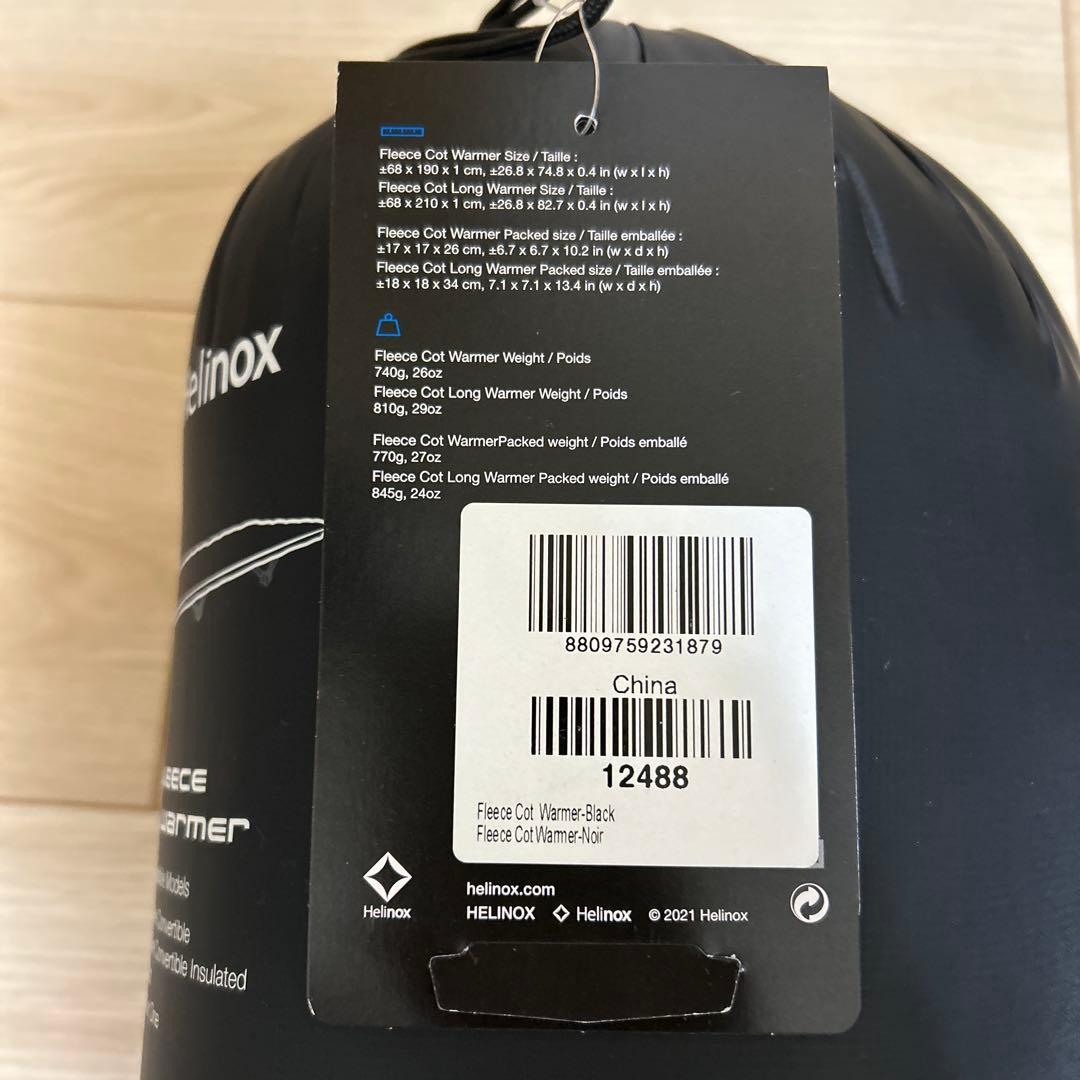 Fleece Cot Warmer Size / Taille :
±68 x 190 x 1 cm, ±26.8 x 74.8 x 0.4 in (w x l x h)
Fleece Cot Long Warmer Size / Taille :
±68 x 210 x 1 cm, ±26.8 x 82.7 x 0.4 in (w x l x h)
Fleece Cot Warmer Packed size / Taille emballée :
±17 x 17 x 26 cm, ±6.7 x 6.7 x 10.2 in (w x d x h)
Fleece Cot Long Warmer Packed size / Taille emballée :
±18 x 18 x 34 cm, 7.1 x 7.1 x 13.4 in (w x d x h)
Fleece Cot Warmer Weight / Poids
740g, 26oz
Fleece Cot Long Warmer Weight / Poids
810g, 29oz
Fleece Cot WarmerPacked weight / Poids emballé
770g, 27oz
Fleece Cot Long Warmer Packed weight / Poids emballé
845g, 24oz
8809759231879
China
12488
Fleece Cot Warmer-Black
Fleece Cot Warmer-Noir
Helinox
helinox.com
HELINOX Helinox © 2021 Helinox
elinox
EECE
warmer
Models
Convertible
Convertible Insulated
One